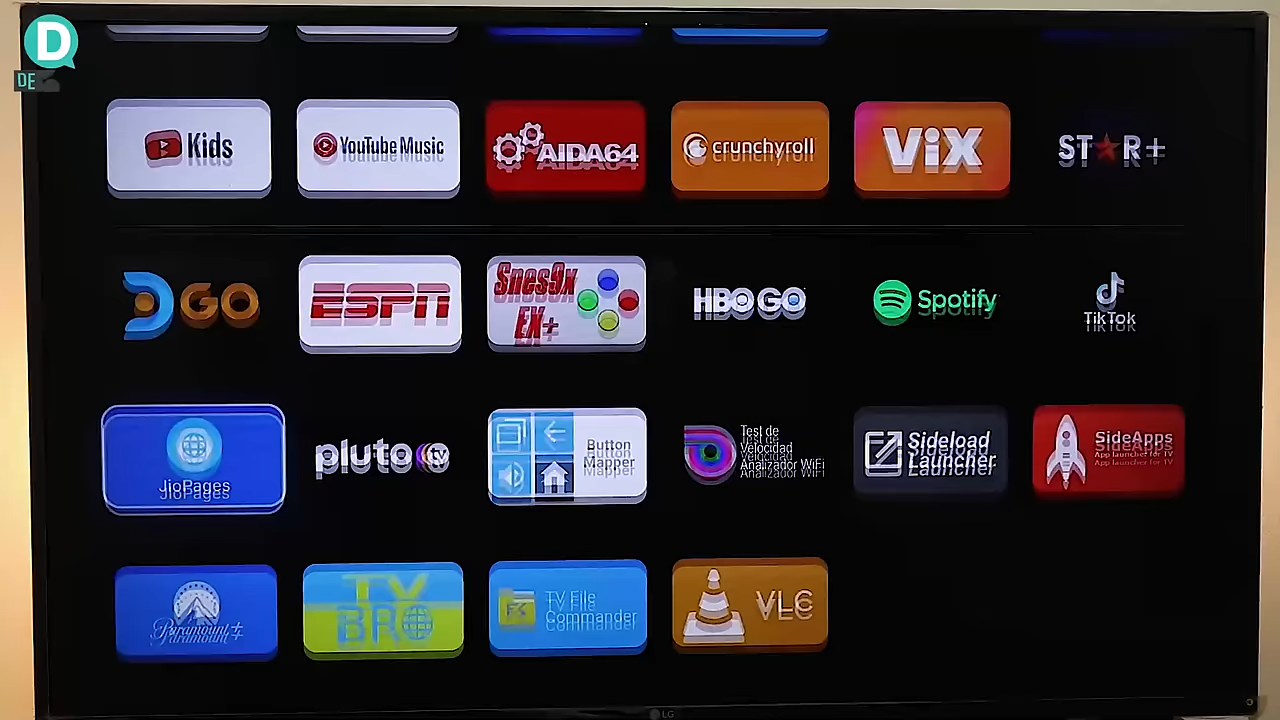 D
DE
Kids
YouTube Music
AIDA64
crunchyroll
ViX
ST★R+
DGO
ESPN
Snes9x
EX+
HBO GO
Spotify
TikTok
JioPages
pluto tv
Button
Mapper
Test de
Velocidad
Analizador WiFi
Sideload
Launcher
SideApps
App launcher for TV
Paramount+
TV
BRO
FX
TV File
Commander
VLC
LG